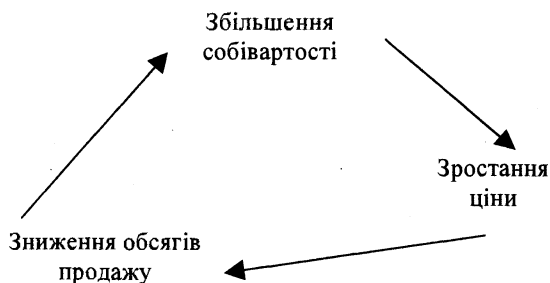 Збільшення
собівартості
Зростання
ціни
Зниження обсягів
продажу